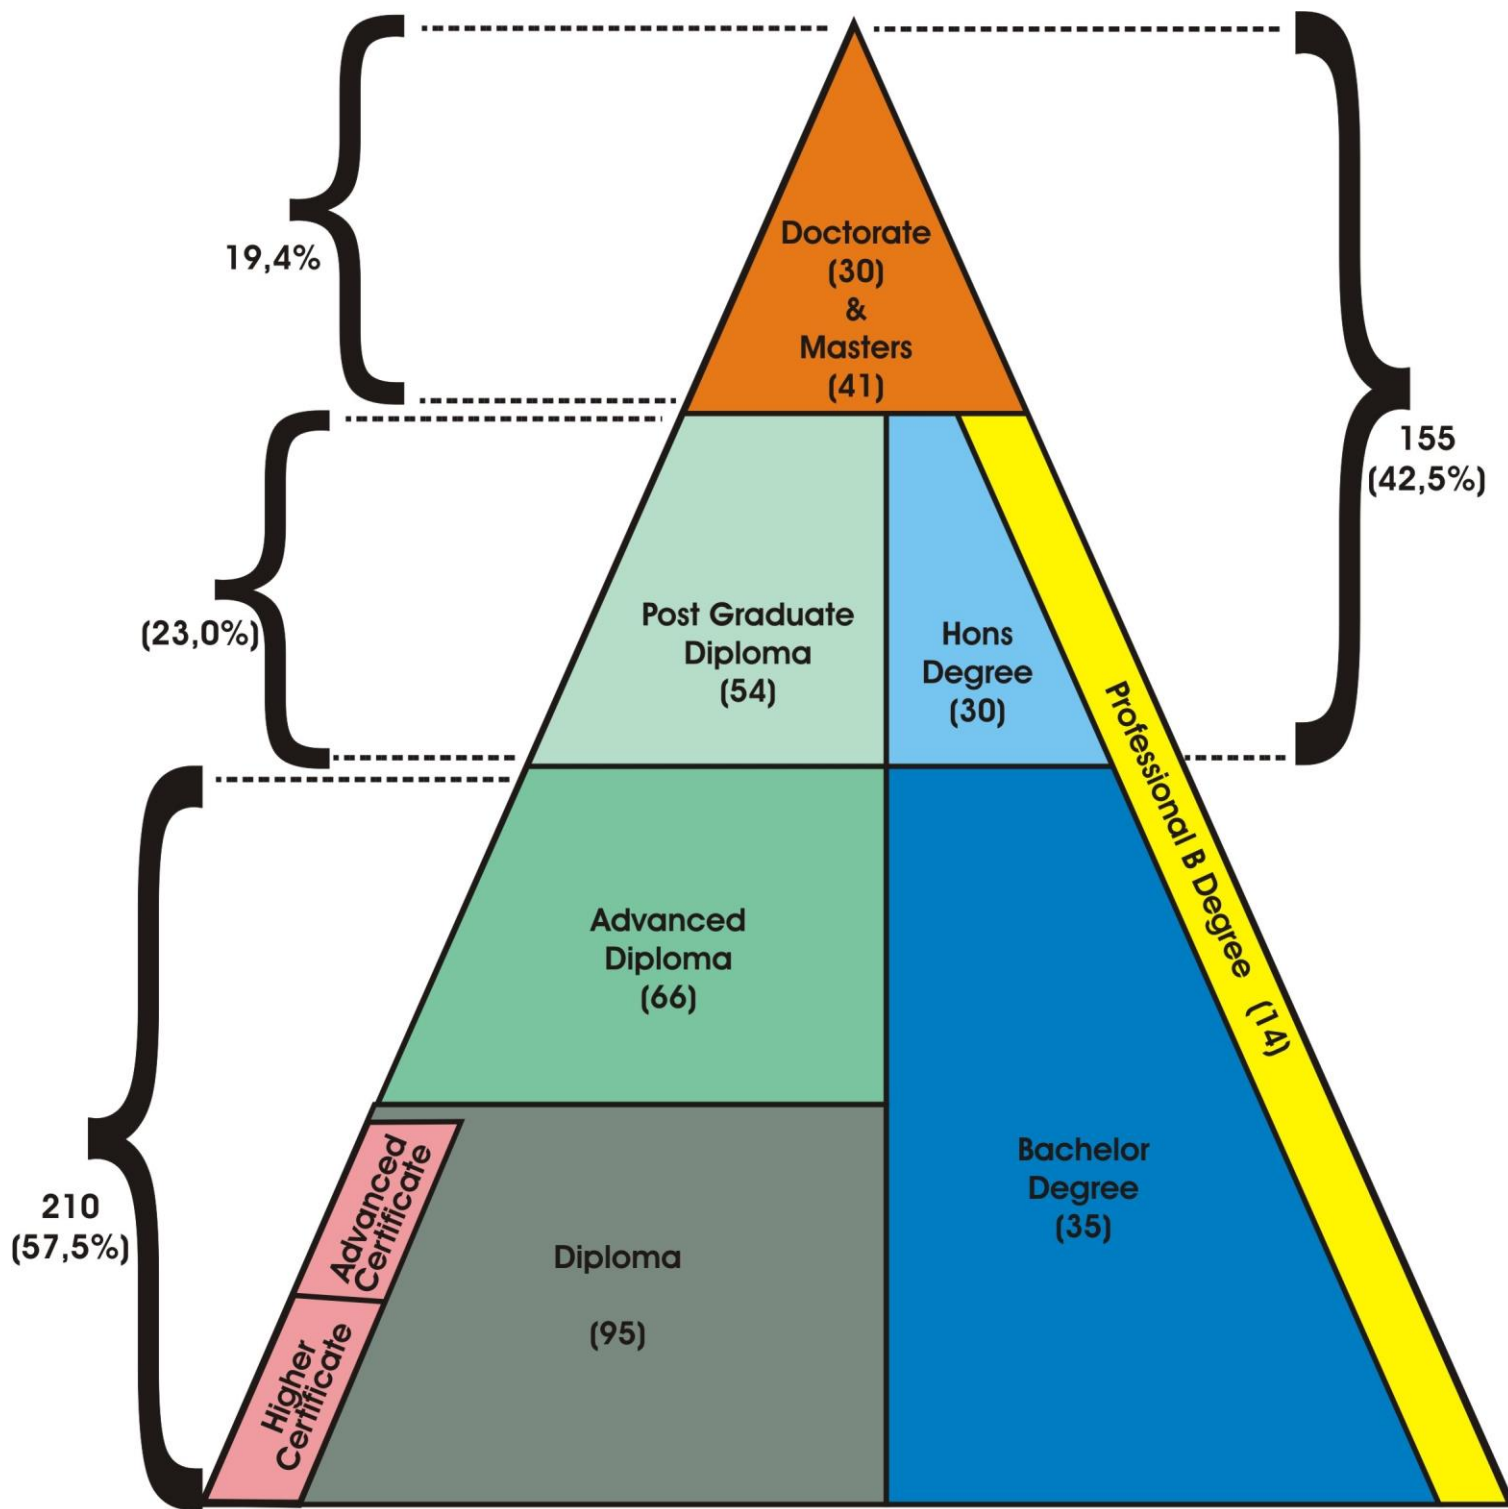 19,4%
Doctorate
(30)
&
Masters
(41)
155
(42,5%)
(23,0%)
Post Graduate
Diploma
(54)
Hons
Degree
(30)
Professional B Degree (14)
Advanced
Diploma
(66)
210
(57,5%)
Advanced
Certificate
Higher
Certificate
Diploma
(95)
Bachelor
Degree
(35)